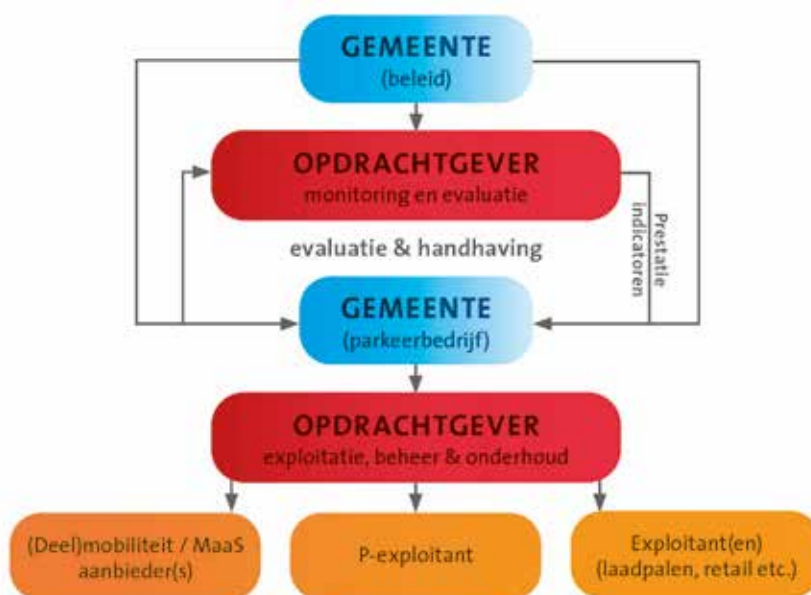 GEMEENTE
(beleid)
OPDRACHTGEVER
monitoring en evaluatie
Prestatie
indicatoren
evaluatie & handhaving
GEMEENTE
(parkeerbedrijf)
OPDRACHTGEVER
exploitatie, beheer & onderhoud
(Deel)mobiliteit / MaaS
aanbieder(s)
P-exploitant
Exploitant(en)
(laadpalen, retail etc.)